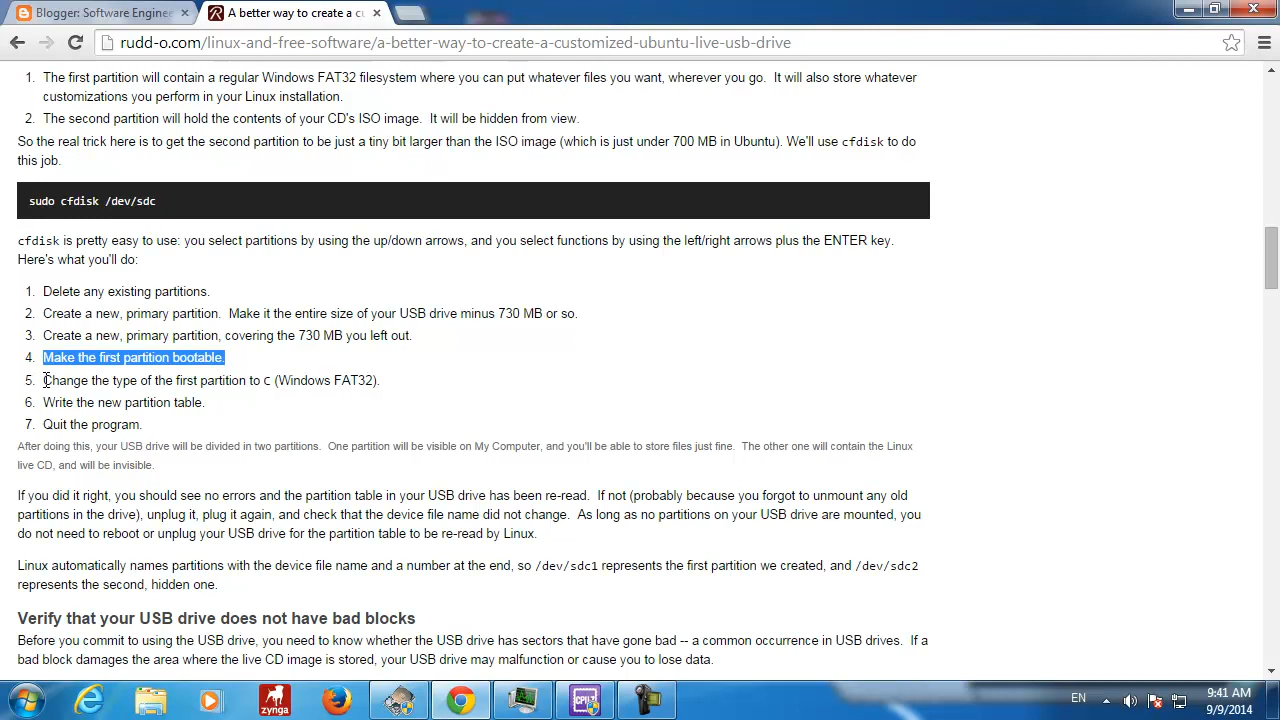 Blogger: Software Enginee
A better way to create a cu
rudd-o.com/linux-and-free-software/a-better-way-to-create-a-customized-ubuntu-live-usb-drive
1. The first partition will contain a regular Windows FAT32 filesystem where you can put whatever files you want, wherever you go. It will also store whatever
customizations you perform in your Linux installation.
2. The second partition will hold the contents of your CD's ISO image. It will be hidden from view.
So the real trick here is to get the second partition to be just a tiny bit larger than the ISO image (which is just under 700 MB in Ubuntu). We'll use cfdisk to do
this job.
sudo cfdisk /dev/sdc
cfdisk is pretty easy to use: you select partitions by using the up/down arrows, and you select functions by using the left/right arrows plus the ENTER key.
Here's what you'll do:
1. Delete any existing partitions.
2. Create a new, primary partition. Make it the entire size of your USB drive minus 730 MB or so.
3. Create a new, primary partition, covering the 730 MB you left out.
4. Make the first partition bootable.
5. Change the type of the first partition to C (Windows FAT32).
6. Write the new partition table.
7. Quit the program.
After doing this, your USB drive will be divided in two partitions. One partition will be visible on My Computer, and you'll be able to store files just fine. The other one will contain the Linux
live CD, and will be invisible.
If you did it right, you should see no errors and the partition table in your USB drive has been re-read. If not (probably because you forgot to unmount any old
partitions in the drive), unplug it, plug it again, and check that the device file name did not change. As long as no partitions on your USB drive are mounted, you
do not need to reboot or unplug your USB drive for the partition table to be re-read by Linux.
Linux automatically names partitions with the device file name and a number at the end, so /dev/sdc1 represents the first partition we created, and /dev/sdc2
represents the second, hidden one.
Verify that your USB drive does not have bad blocks
Before you commit to using the USB drive, you need to know whether the USB drive has sectors that have gone bad -- a common occurrence in USB drives. If a
bad block damages the area where the live CD image is stored, your USB drive may malfunction or cause you to lose data.
zynga
EN
9:41 AM
9/9/2014